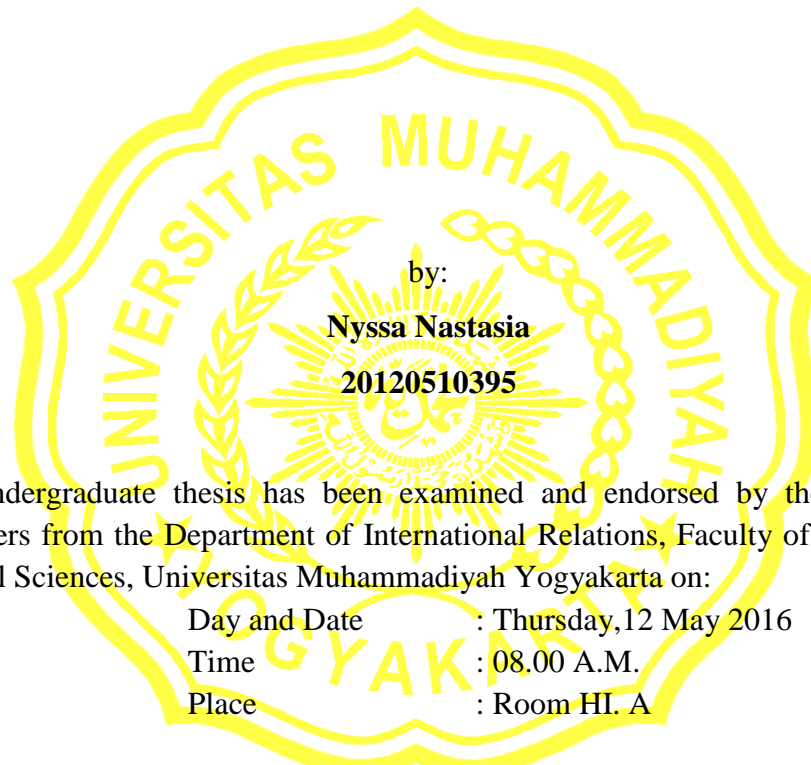 UNIVERSITAS MUHAMMADIYAH
YOGYAKARTA
by:
Nyssa Nastasia
20120510395
ndergraduate thesis has been examined and endorsed by the
ers from the Department of International Relations, Faculty of
l Sciences, Universitas Muhammadiyah Yogyakarta on:
Day and Date : Thursday,12 May 2016
Time : 08.00 A.M.
Place : Room HI. A